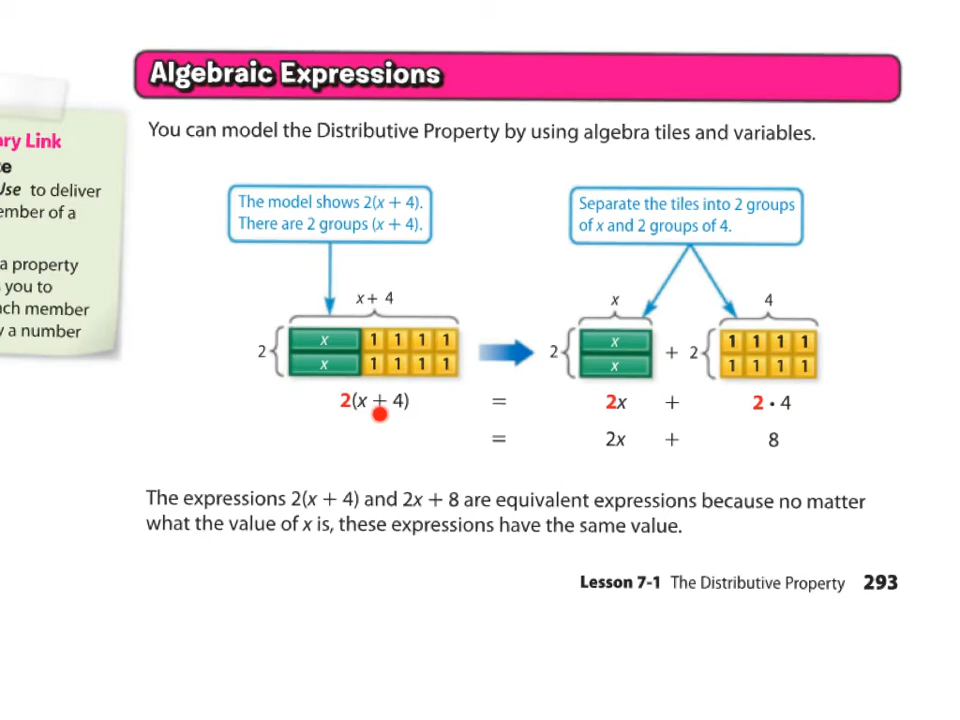 Algebraic Expressions
ary Link
Use to deliver
ember of a
a property
you to
ach member
y a number
You can model the Distributive Property by using algebra tiles and variables.
The model shows 2(x + 4).
There are 2 groups (x + 4).
Separate the tiles into 2 groups
of x and 2 groups of 4.
x + 4
2
x 1 1 1 1
x 1 1 1 1
x
2
x
x
+
4
2
1 1 1 1
1 1 1 1
2(x + 4) = 2x + 2 • 4
= 2x + 8
The expressions 2(x + 4) and 2x + 8 are equivalent expressions because no matter
what the value of x is, these expressions have the same value.
Lesson 7-1 The Distributive Property 293